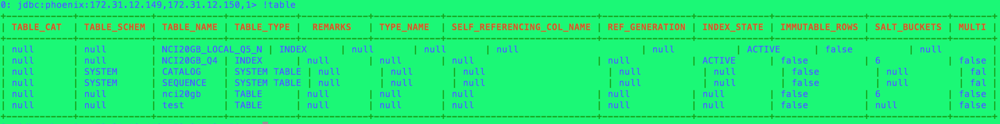 0: jdbc:phoenix:172.31.12.149,172.31.12.150,1> !table
+------------+-------------+------------+------------+------------+------------+---------------------------+----------------+-------------+----------------+--------------+-------+
| TABLE_CAT | TABLE_SCHEM | TABLE_NAME | TABLE_TYPE | REMARKS | TYPE_NAME | SELF_REFERENCING_COL_NAME | REF_GENERATION | INDEX_STATE | IMMUTABLE_ROWS | SALT_BUCKETS | MULTI |
+------------+-------------+------------+------------+------------+------------+---------------------------+----------------+-------------+----------------+--------------+-------+
| null | null | NCI20GB_LOCAL_Q5_N | INDEX | null | null | null | null | ACTIVE | false | null |
| null | null | NCI20GB_Q4 | INDEX | null | null | null | null | ACTIVE | false | 6 | false |
| null | SYSTEM | CATALOG | SYSTEM TABLE | null | null | null | null | null | false | null | fal |
| null | SYSTEM | SEQUENCE | SYSTEM TABLE | null | null | null | null | null | false | null | fal |
| null | null | nci20gb | TABLE | null | null | null | null | null | false | 6 | false |
| null | null | test | TABLE | null | null | null | null | null | false | null | false |
+------------+-------------+------------+------------+------------+------------+---------------------------+----------------+-------------+----------------+--------------+-------+